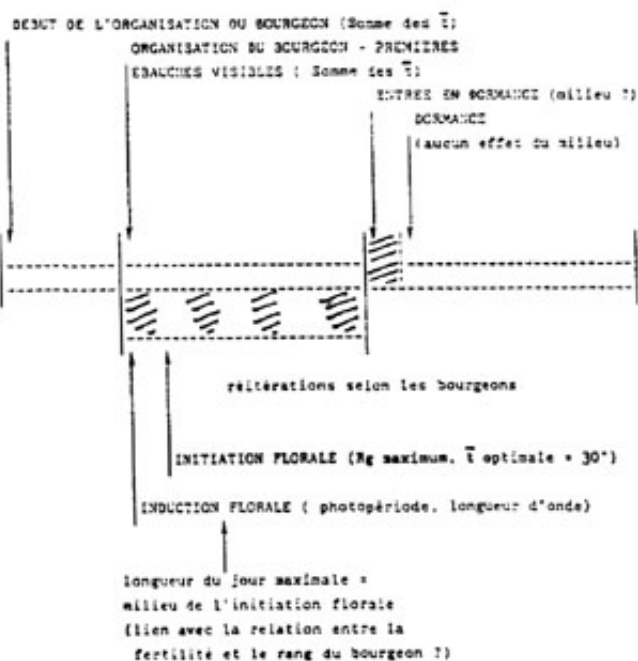 DEBUT DE L'ORGANISATION DU BOURGEON (Somme des t̄)
ORGANISATION DU BOURGEON - PREMIERES
EBAUCHES VISIBLES ( Somme des t̄)
ENTREE EN DORMANCE (milieu ?)
DORMANCE
(aucun effet du milieu)
réitérations selon les bourgeons
INITIATION FLORALE (Rg maximum. t̄ optimale = 30°)
INDUCTION FLORALE ( photopériode, longueur d'onde)
longueur du jour maximale =
milieu de l'initiation florale
(lien avec la relation entre la
fertilité et le rang du bourgeon ?)